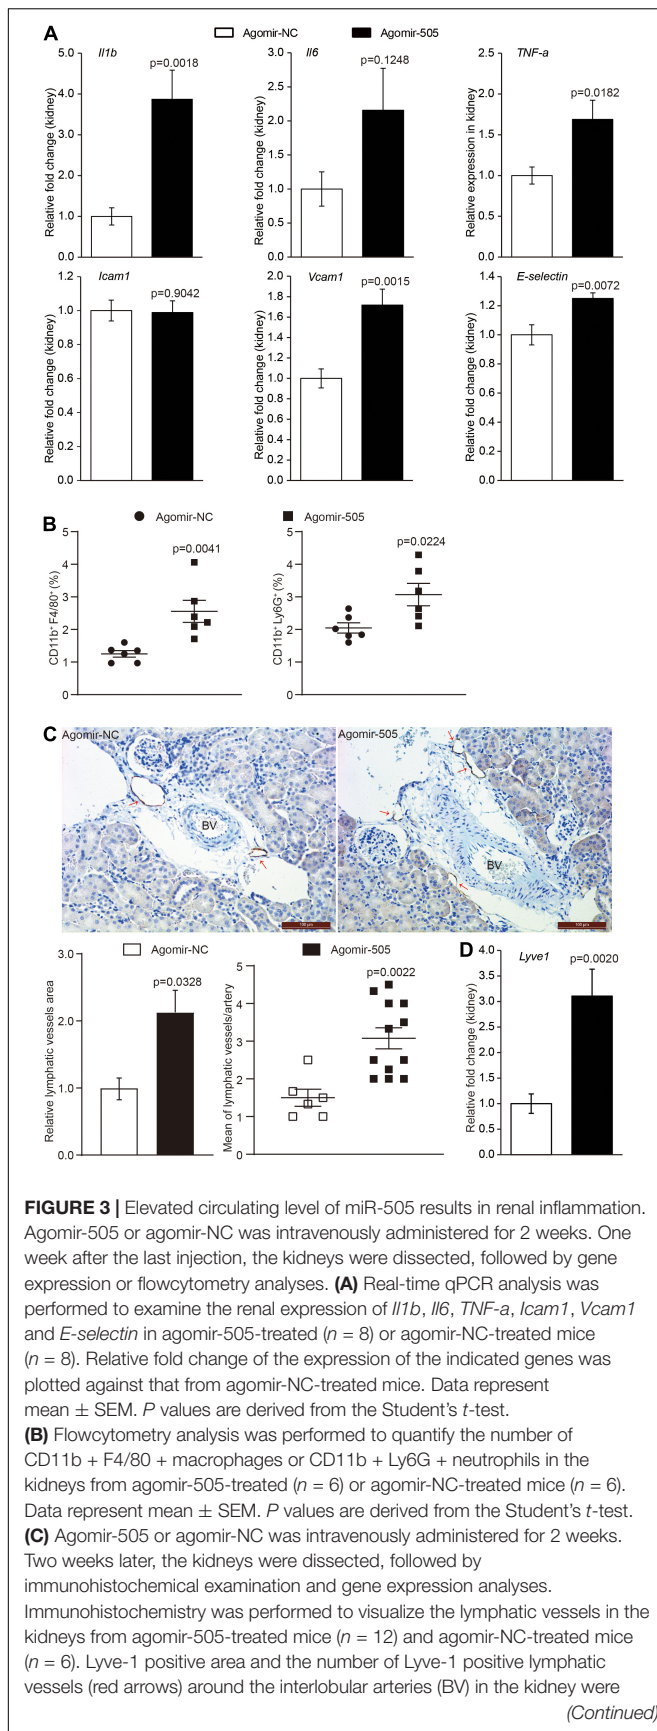 A
Agomir-NC
Agomir-505
Il1b
p=0.0018
Relative fold change (kidney)
5.0
4.0
3.0
2.0
1.0
0.0
Il6
p=0.1248
Relative fold change (kidney)
3.0
2.5
2.0
1.5
1.0
0.5
0.0
TNF-a
p=0.0182
Relative expression in kidney
2.5
2.0
1.5
1.0
0.5
0.0
Icam1
p=0.9042
Relative fold change (kidney)
1.2
1.0
0.8
0.6
0.4
0.2
0.0
Vcam1
p=0.0015
Relative fold change (kidney)
2.0
1.8
1.6
1.4
1.2
1.0
0.8
0.6
0.4
0.2
0.0
E-selectin
p=0.0072
Relative fold change (kidney)
1.4
1.2
1.0
0.8
0.6
0.4
0.2
0.0
B
Agomir-NC
Agomir-505
p=0.0041
CD11b+ F4/80+ (%)
5
4
3
2
1
0
p=0.0224
CD11b+ Ly6G+ (%)
5
4
3
2
1
0
C
Agomir-NC
BV
100 µm
Agomir-505
BV
100 µm
Agomir-NC
Agomir-505
p=0.0328
Relative lymphatic vessels area
3.0
2.0
1.0
0.0
p=0.0022
Mean of lymphatic vessels/artery
5
4
3
2
1
0
D
Lyve1
p=0.0020
Relative fold change (kidney)
4.0
3.5
3.0
2.5
2.0
1.5
1.0
0.5
0.0
FIGURE 3 | Elevated circulating level of miR-505 results in renal inflammation.
Agomir-505 or agomir-NC was intravenously administered for 2 weeks. One
week after the last injection, the kidneys were dissected, followed by gene
expression or flowcytometry analyses. (A) Real-time qPCR analysis was
performed to examine the renal expression of Il1b, Il6, TNF-a, Icam1, Vcam1
and E-selectin in agomir-505-treated (n = 8) or agomir-NC-treated mice
(n = 8). Relative fold change of the expression of the indicated genes was
plotted against that from agomir-NC-treated mice. Data represent
mean ± SEM. P values are derived from the Student's t-test.
(B) Flowcytometry analysis was performed to quantify the number of
CD11b + F4/80 + macrophages or CD11b + Ly6G + neutrophils in the
kidneys from agomir-505-treated (n = 6) or agomir-NC-treated mice (n = 6).
Data represent mean ± SEM. P values are derived from the Student's t-test.
(C) Agomir-505 or agomir-NC was intravenously administered for 2 weeks.
Two weeks later, the kidneys were dissected, followed by
immunohistochemical examination and gene expression analyses.
Immunohistochemistry was performed to visualize the lymphatic vessels in the
kidneys from agomir-505-treated mice (n = 12) and agomir-NC-treated mice
(n = 6). Lyve-1 positive area and the number of Lyve-1 positive lymphatic
vessels (red arrows) around the interlobular arteries (BV) in the kidney were
(Continued)